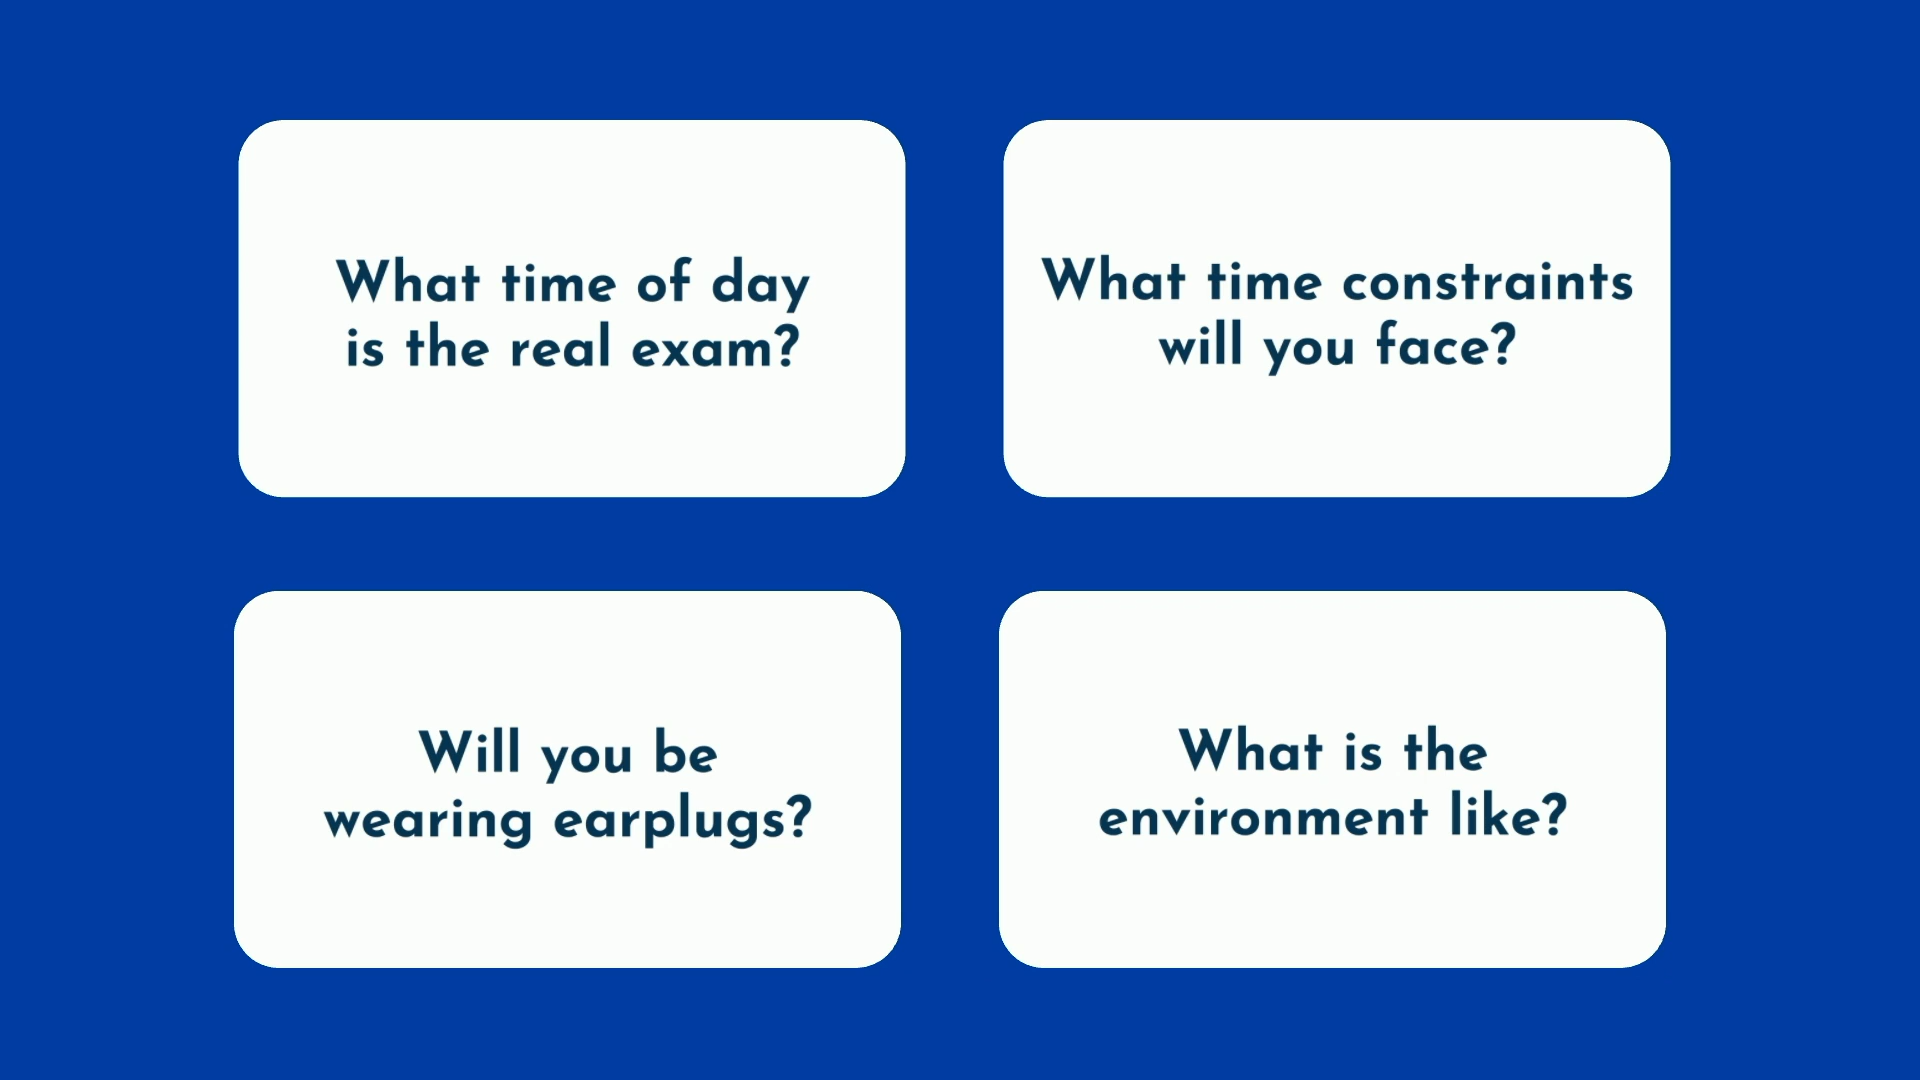 What time of day
is the real exam?
What time constraints
will you face?
Will you be
wearing earplugs?
What is the
environment like?